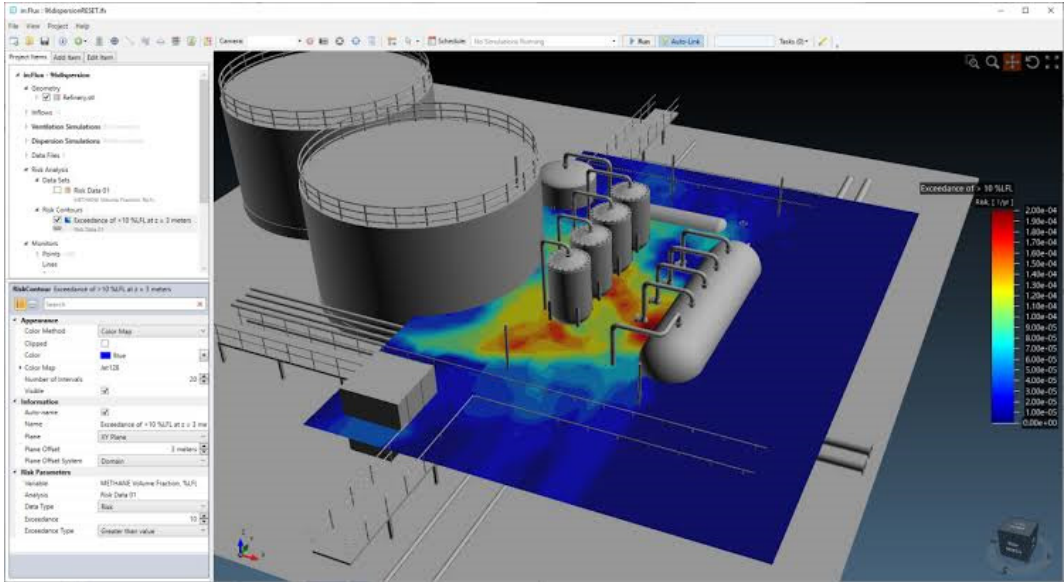 in:Flux : 96dispersionRESET.ifx
File View Project Help
Camera:
Schedule: No Simulations Running
Run
Auto-Link
Tasks (0)
Project Items Add Item Edit Item
in:Flux - 96dispersion
Geometry
Refinery.stl
Inflows
Ventilation Simulations
Dispersion Simulations
Data Files
Risk Analysis
Data Sets
Risk Data 01
METHANE Volume Fraction
Risk Contours
Exceedance of >10 %LFL at z = 3 meters
Risk Data 01
Monitors
Points
Lines
RiskContour Exceedance of >10 %LFL at z = 3 meters
Search
Appearance
Color Method Color Map
Clipped
Color Blue
Color Map Jet128
Number of Intervals 20
Visible
Information
Auto-name
Name Exceedance of >10 %LFL at z = 3 me
Plane XY Plane
Plane Offset 3 meters
Plane Offset System Domain
Risk Parameters
Variable METHANE Volume Fraction, %LFL
Analysis Risk Data 01
Data Type Risk
Exceedance 10
Exceedance Type Greater than value
Exceedance of > 10 %LFL
Risk, [ 1/yr ]
2.00e-04
1.90e-04
1.80e-04
1.70e-04
1.60e-04
1.50e-04
1.40e-04
1.30e-04
1.20e-04
1.10e-04
1.00e-04
9.00e-05
8.00e-05
7.00e-05
6.00e-05
5.00e-05
4.00e-05
3.00e-05
2.00e-05
1.00e-05
0.00e+00